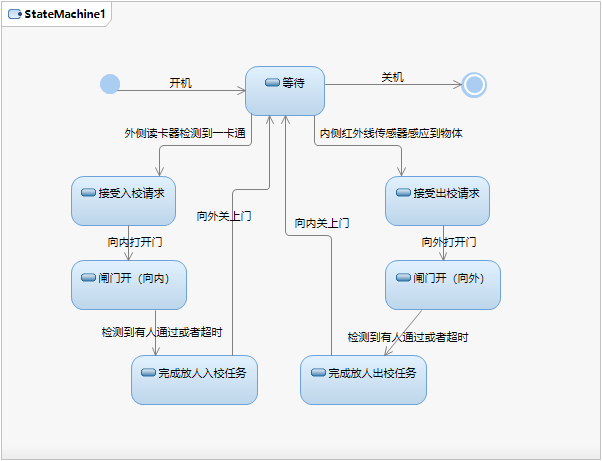 StateMachine1
开机
等待
关机
外侧读卡器检测到一卡通
内侧红外线传感器感应到物体
接受入校请求
接受出校请求
向外关上门
向内关上门
向内打开门
向外打开门
闸门开（向内）
闸门开（向外）
检测到有人通过或者超时
检测到有人通过或者超时
完成放人入校任务
完成放人出校任务